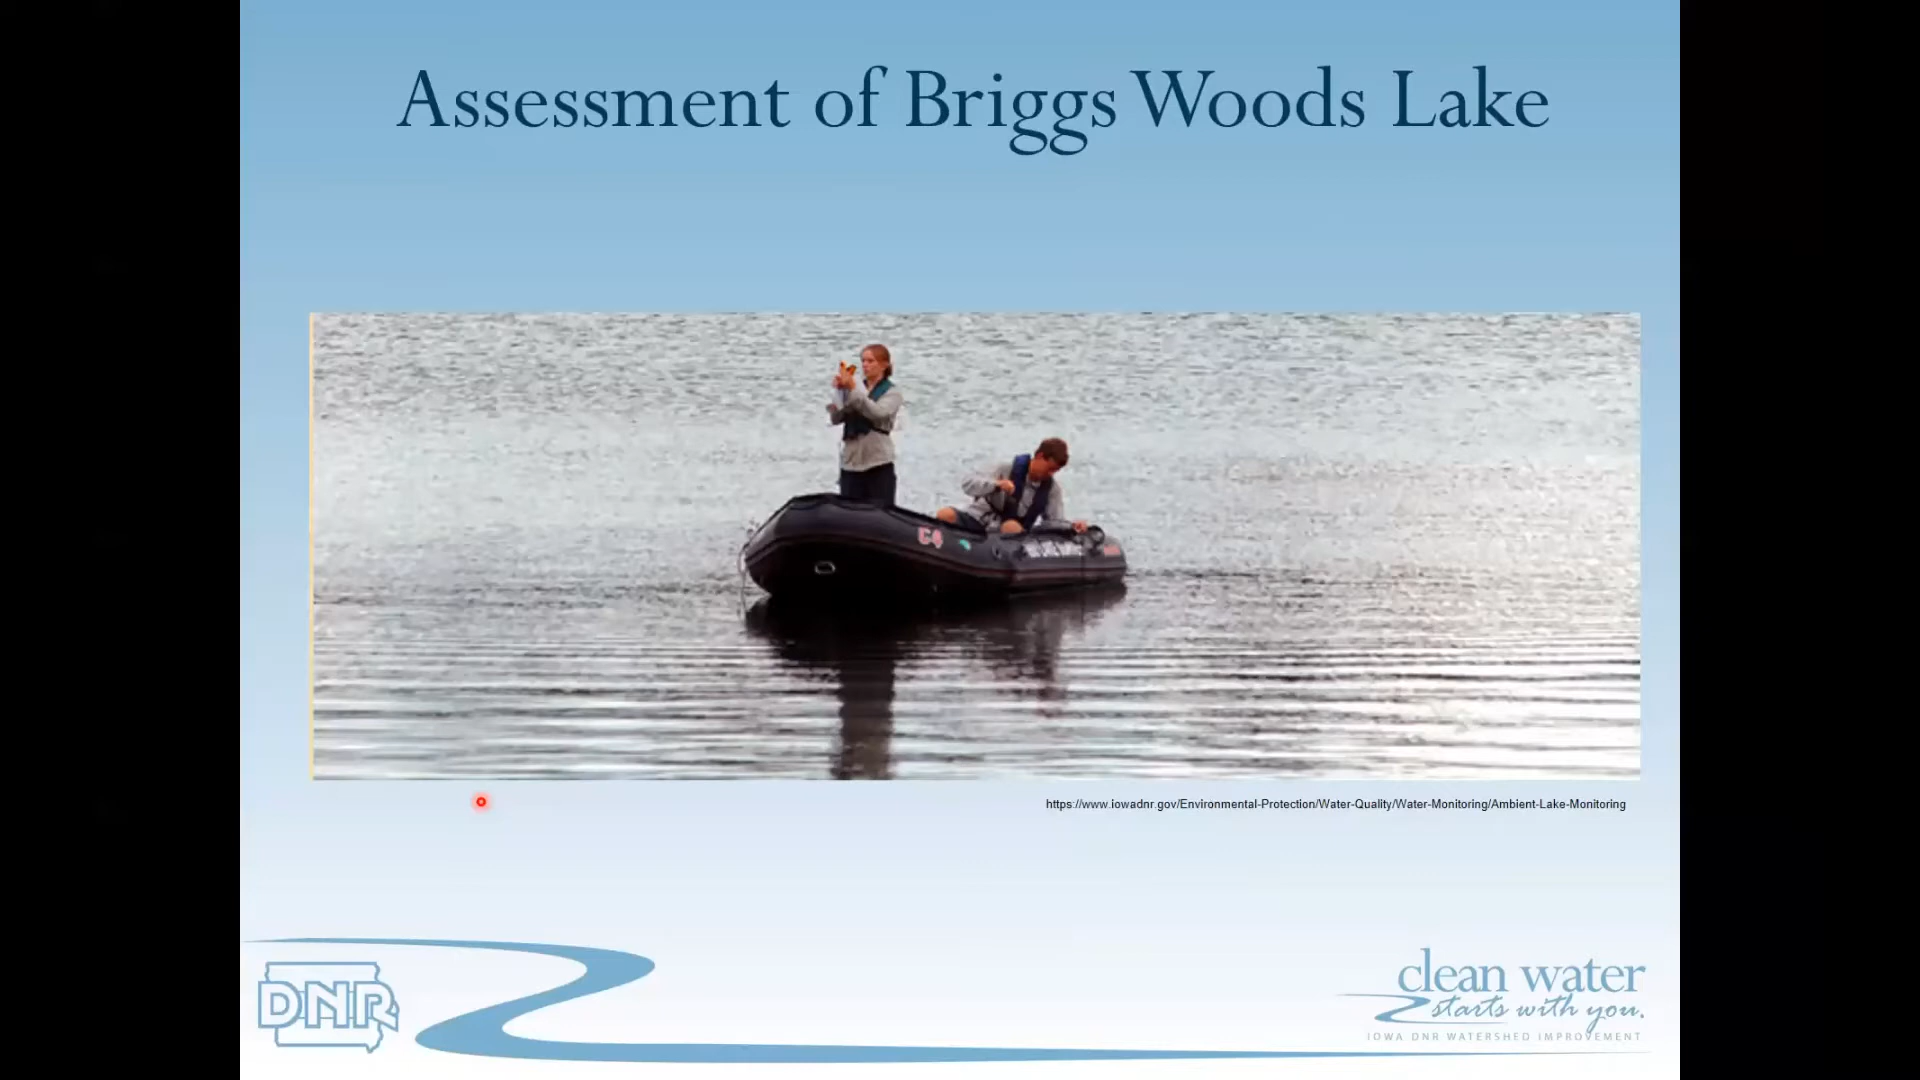 Assessment of Briggs Woods Lake
C4
https://www.iowadnr.gov/Environmental-Protection/Water-Quality/Water-Monitoring/Ambient-Lake-Monitoring
DNR
clean water
starts with you.
IOWA DNR WATERSHED IMPROVEMENT